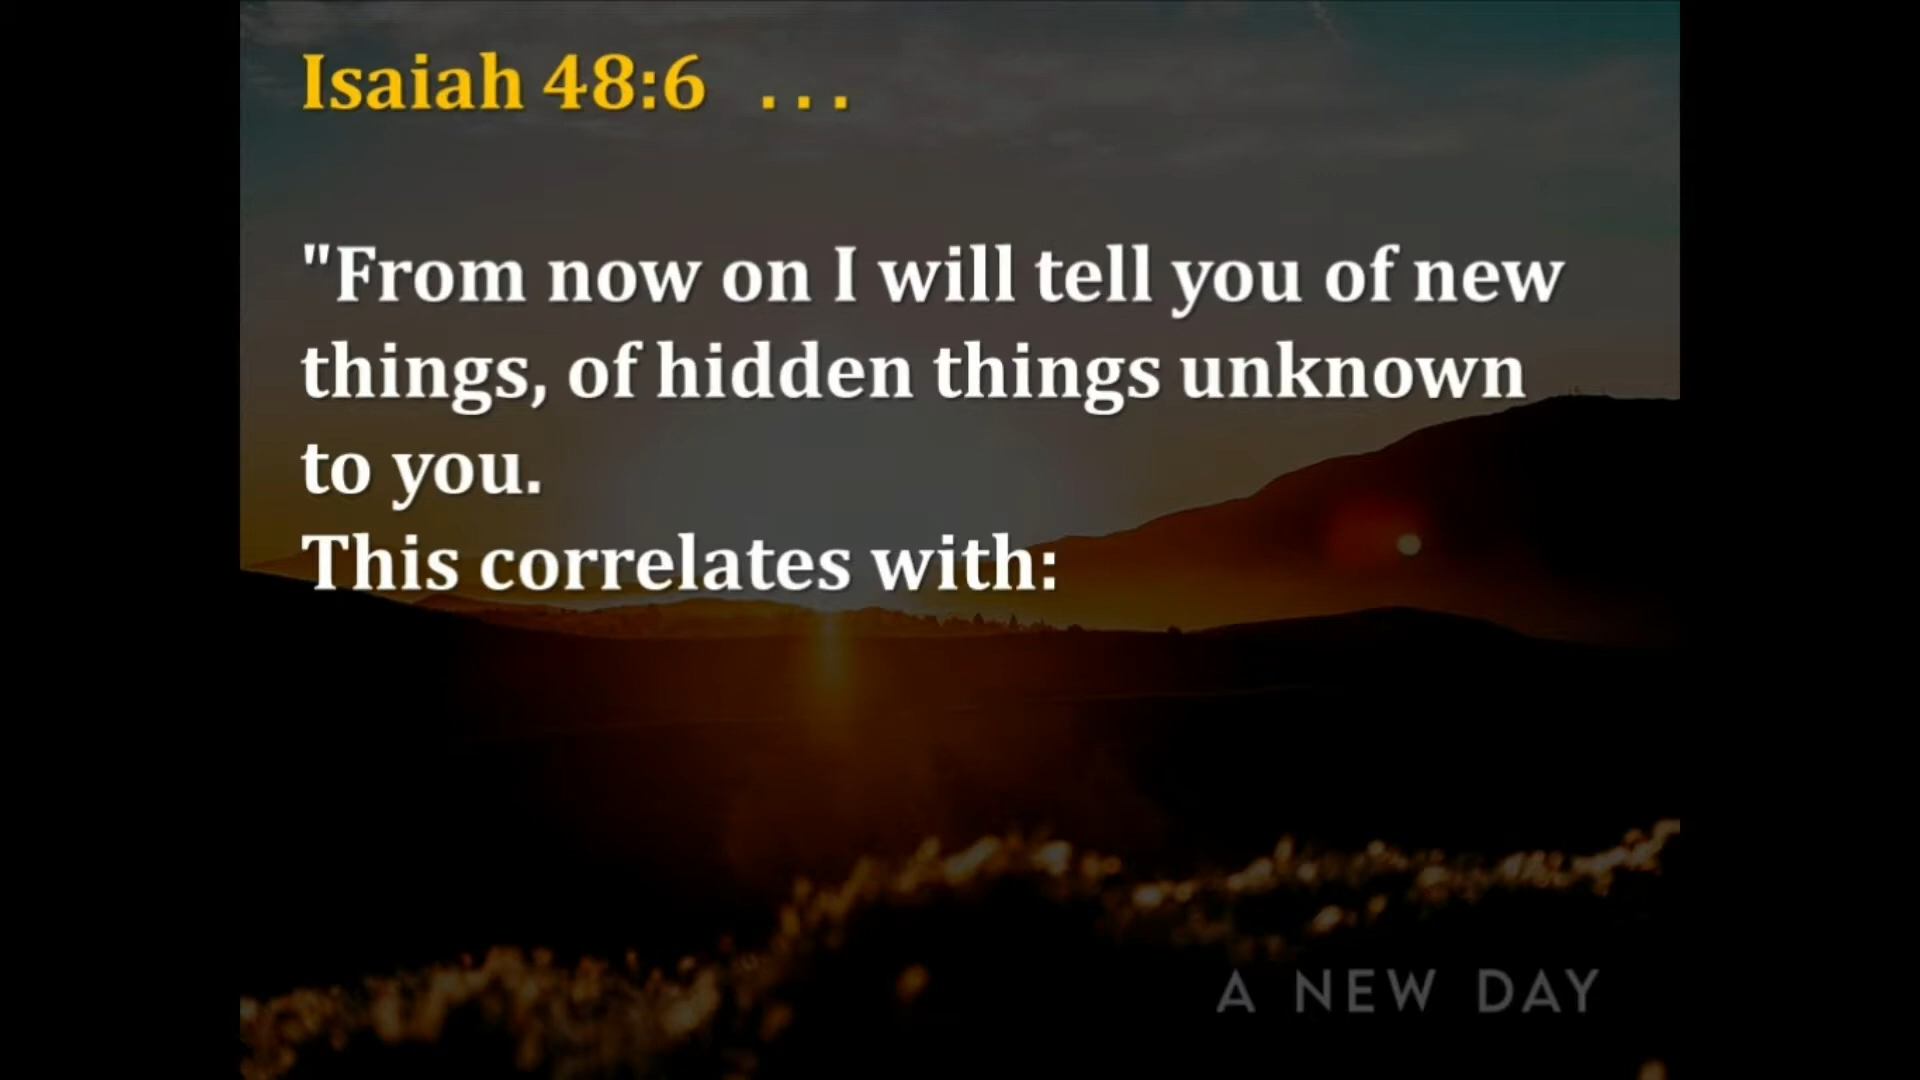 Isaiah 48:6 ...
"From now on I will tell you of new
things, of hidden things unknown
to you.
This correlates with:
A NEW DAY